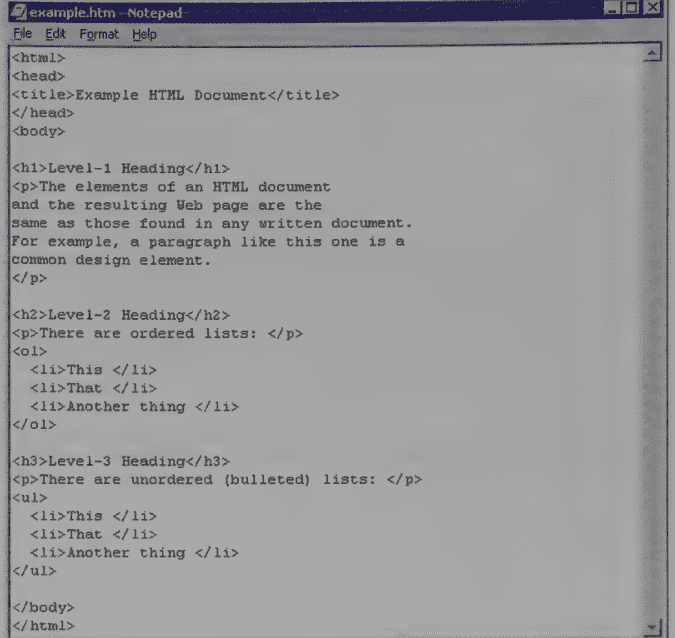 example.htm - Notepad
File Edit Format Help
<html>
<head>
<title>Example HTML Document</title>
</head>
<body>

<h1>Level-1 Heading</h1>
<p>The elements of an HTML document
and the resulting Web page are the
same as those found in any written document.
For example, a paragraph like this one is a
common design element.
</p>

<h2>Level-2 Heading</h2>
<p>There are ordered lists: </p>
<ol>
  <li>This </li>
  <li>That </li>
  <li>Another thing </li>
</ol>

<h3>Level-3 Heading</h3>
<p>There are unordered (bulleted) lists: </p>
<ul>
  <li>This </li>
  <li>That </li>
  <li>Another thing </li>
</ul>

</body>
</html>